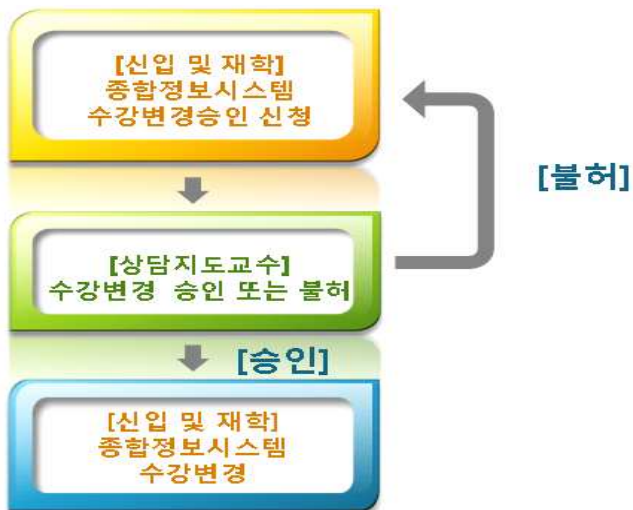 [신입 및 재학]
종합정보시스템
수강변경승인 신청
[불허]
[상담지도교수]
수강변경 승인 또는 불허
[승인]
[신입 및 재학]
종합정보시스템
수강변경